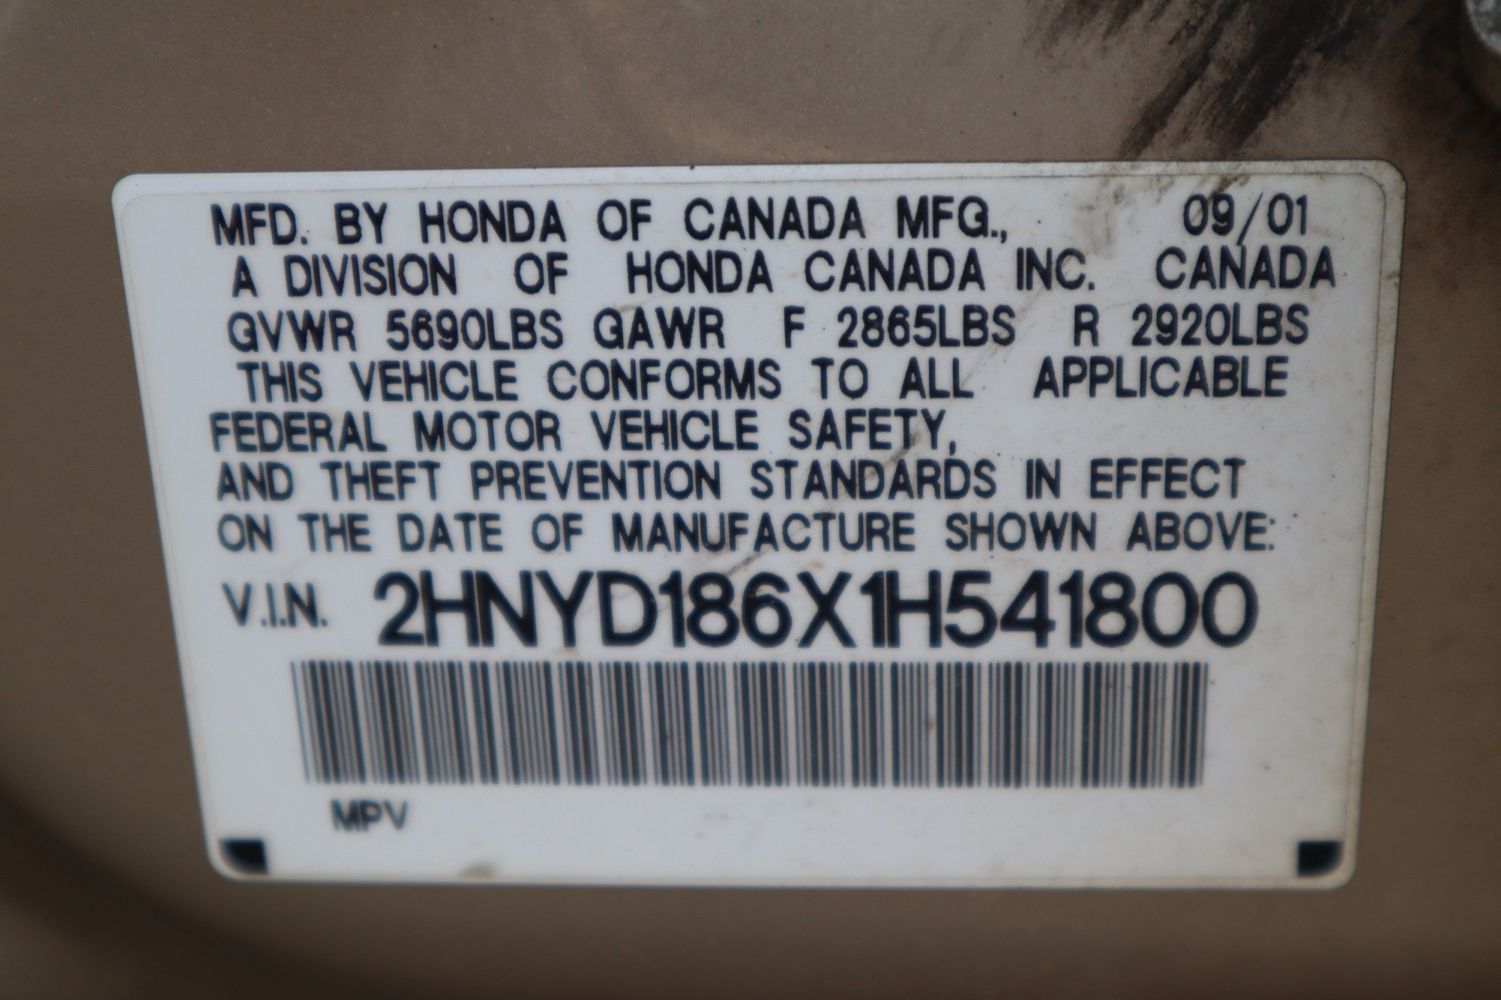 MFD. BY HONDA OF CANADA MFG., 09/01
A DIVISION OF HONDA CANADA INC. CANADA
GVWR 5690LBS GAWR F 2865LBS R 2920LBS
THIS VEHICLE CONFORMS TO ALL APPLICABLE
FEDERAL MOTOR VEHICLE SAFETY,
AND THEFT PREVENTION STANDARDS IN EFFECT
ON THE DATE OF MANUFACTURE SHOWN ABOVE:
V.I.N. 2HNYD186X1H541800
MPV